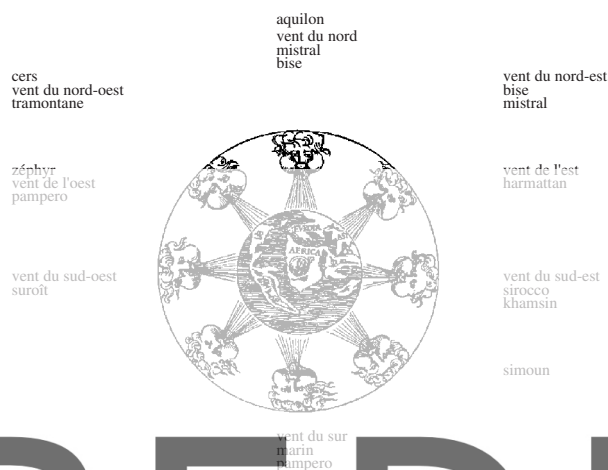 aquilon
vent du nord
mistral
bise
cers
vent du nord-oest
tramontane
vent du nord-est
bise
mistral
zéphyr
vent de l'oest
pampero
vent de l'est
harmattan
AFRICA
vent du sud-oest
suroît
vent du sud-est
sirocco
khamsin
simoun
vent du sur
marin
pampero